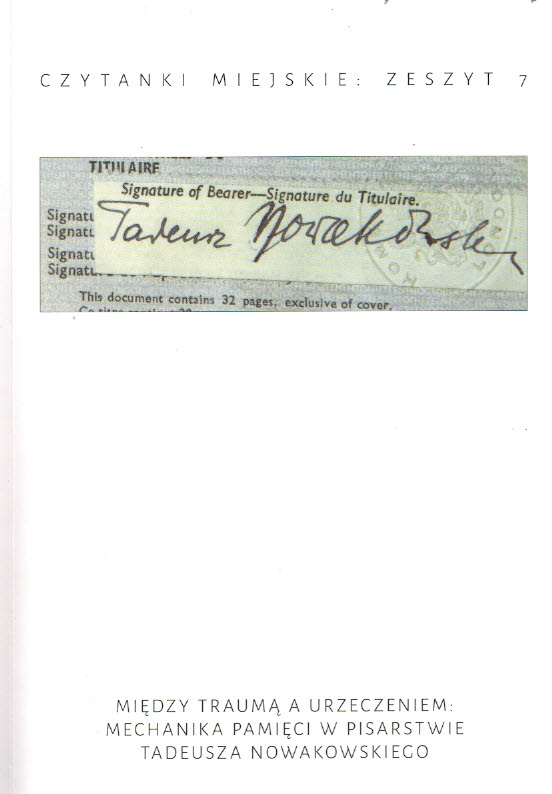 CZYTANKI MIEJSKIE: ZESZYT 7
TITULAIRE
Signature of Bearer—Signature du Titulaire.
Tadeusz Nowakowski
This document contains 32 pages, exclusive of cover.
MIĘDZY TRAUMĄ A URZECZENIEM:
MECHANIKA PAMIĘCI W PISARSTWIE
TADEUSZA NOWAKOWSKIEGO